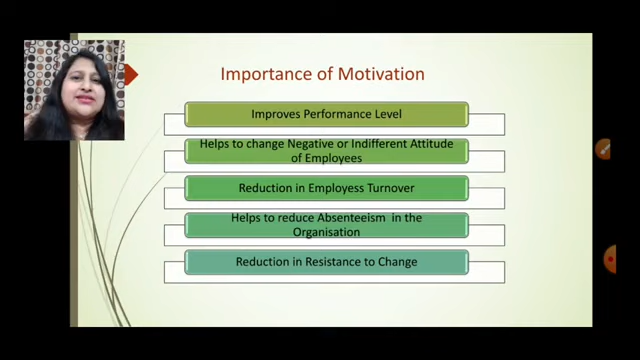 Importance of Motivation
Improves Performance Level
Helps to change Negative or Indifferent Attitude
of Employees
Reduction in Employess Turnover
Helps to reduce Absenteeism in the
Organisation
Reduction in Resistance to Change